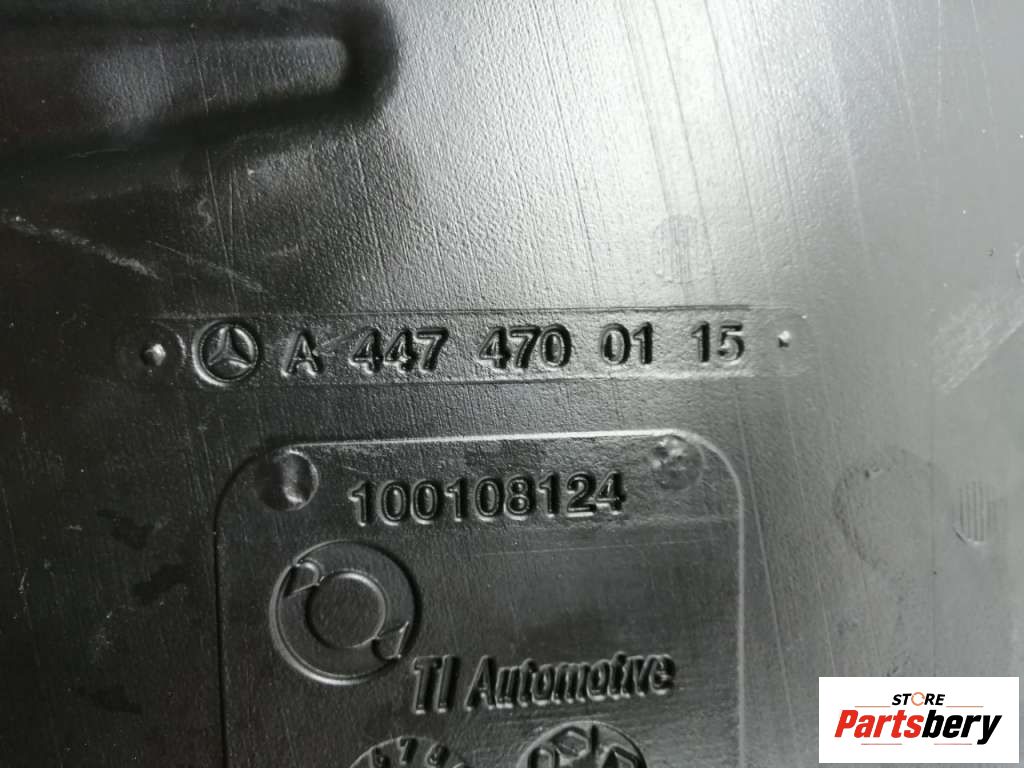 A 447 470 01 15
100108124
TI Automotive
STORE
Partsbery